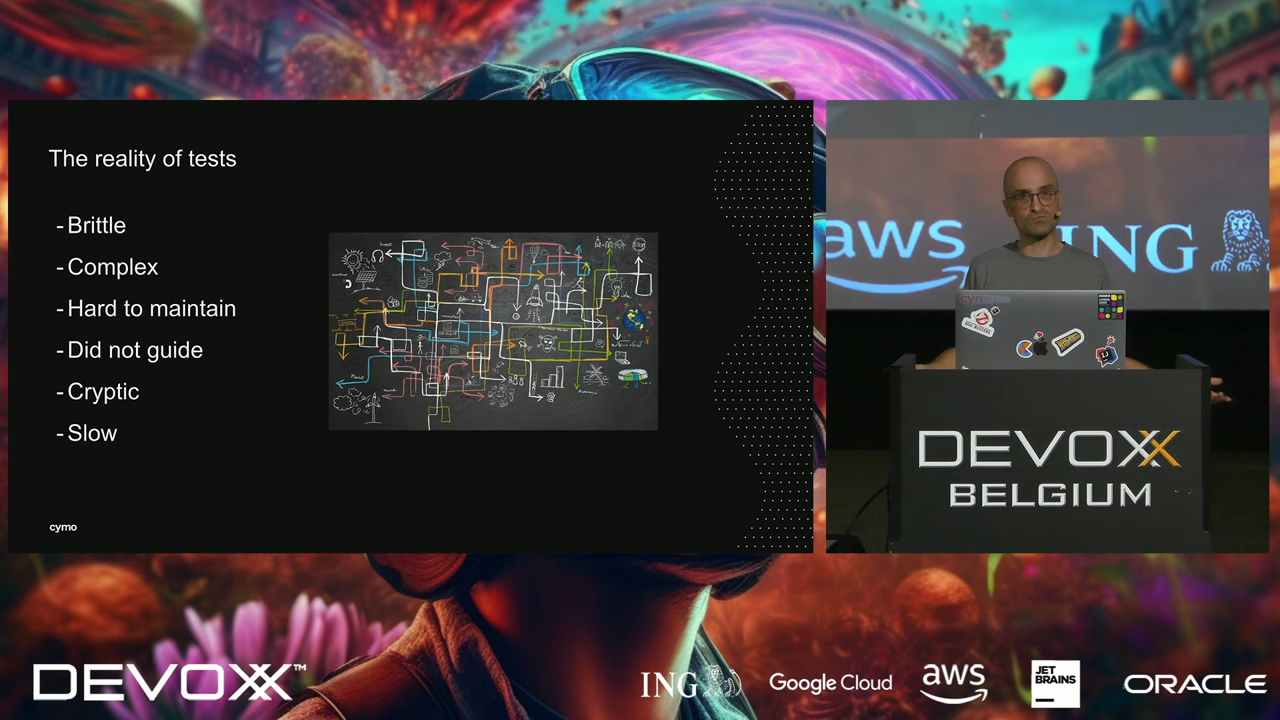 The reality of tests
- Brittle
- Complex
- Hard to maintain
- Did not guide
- Cryptic
- Slow
cymo
aws
ING
DEVOXX
BELGIUM
DEVOXX™
ING
Google Cloud
aws
JET
BRAINS
ORACLE